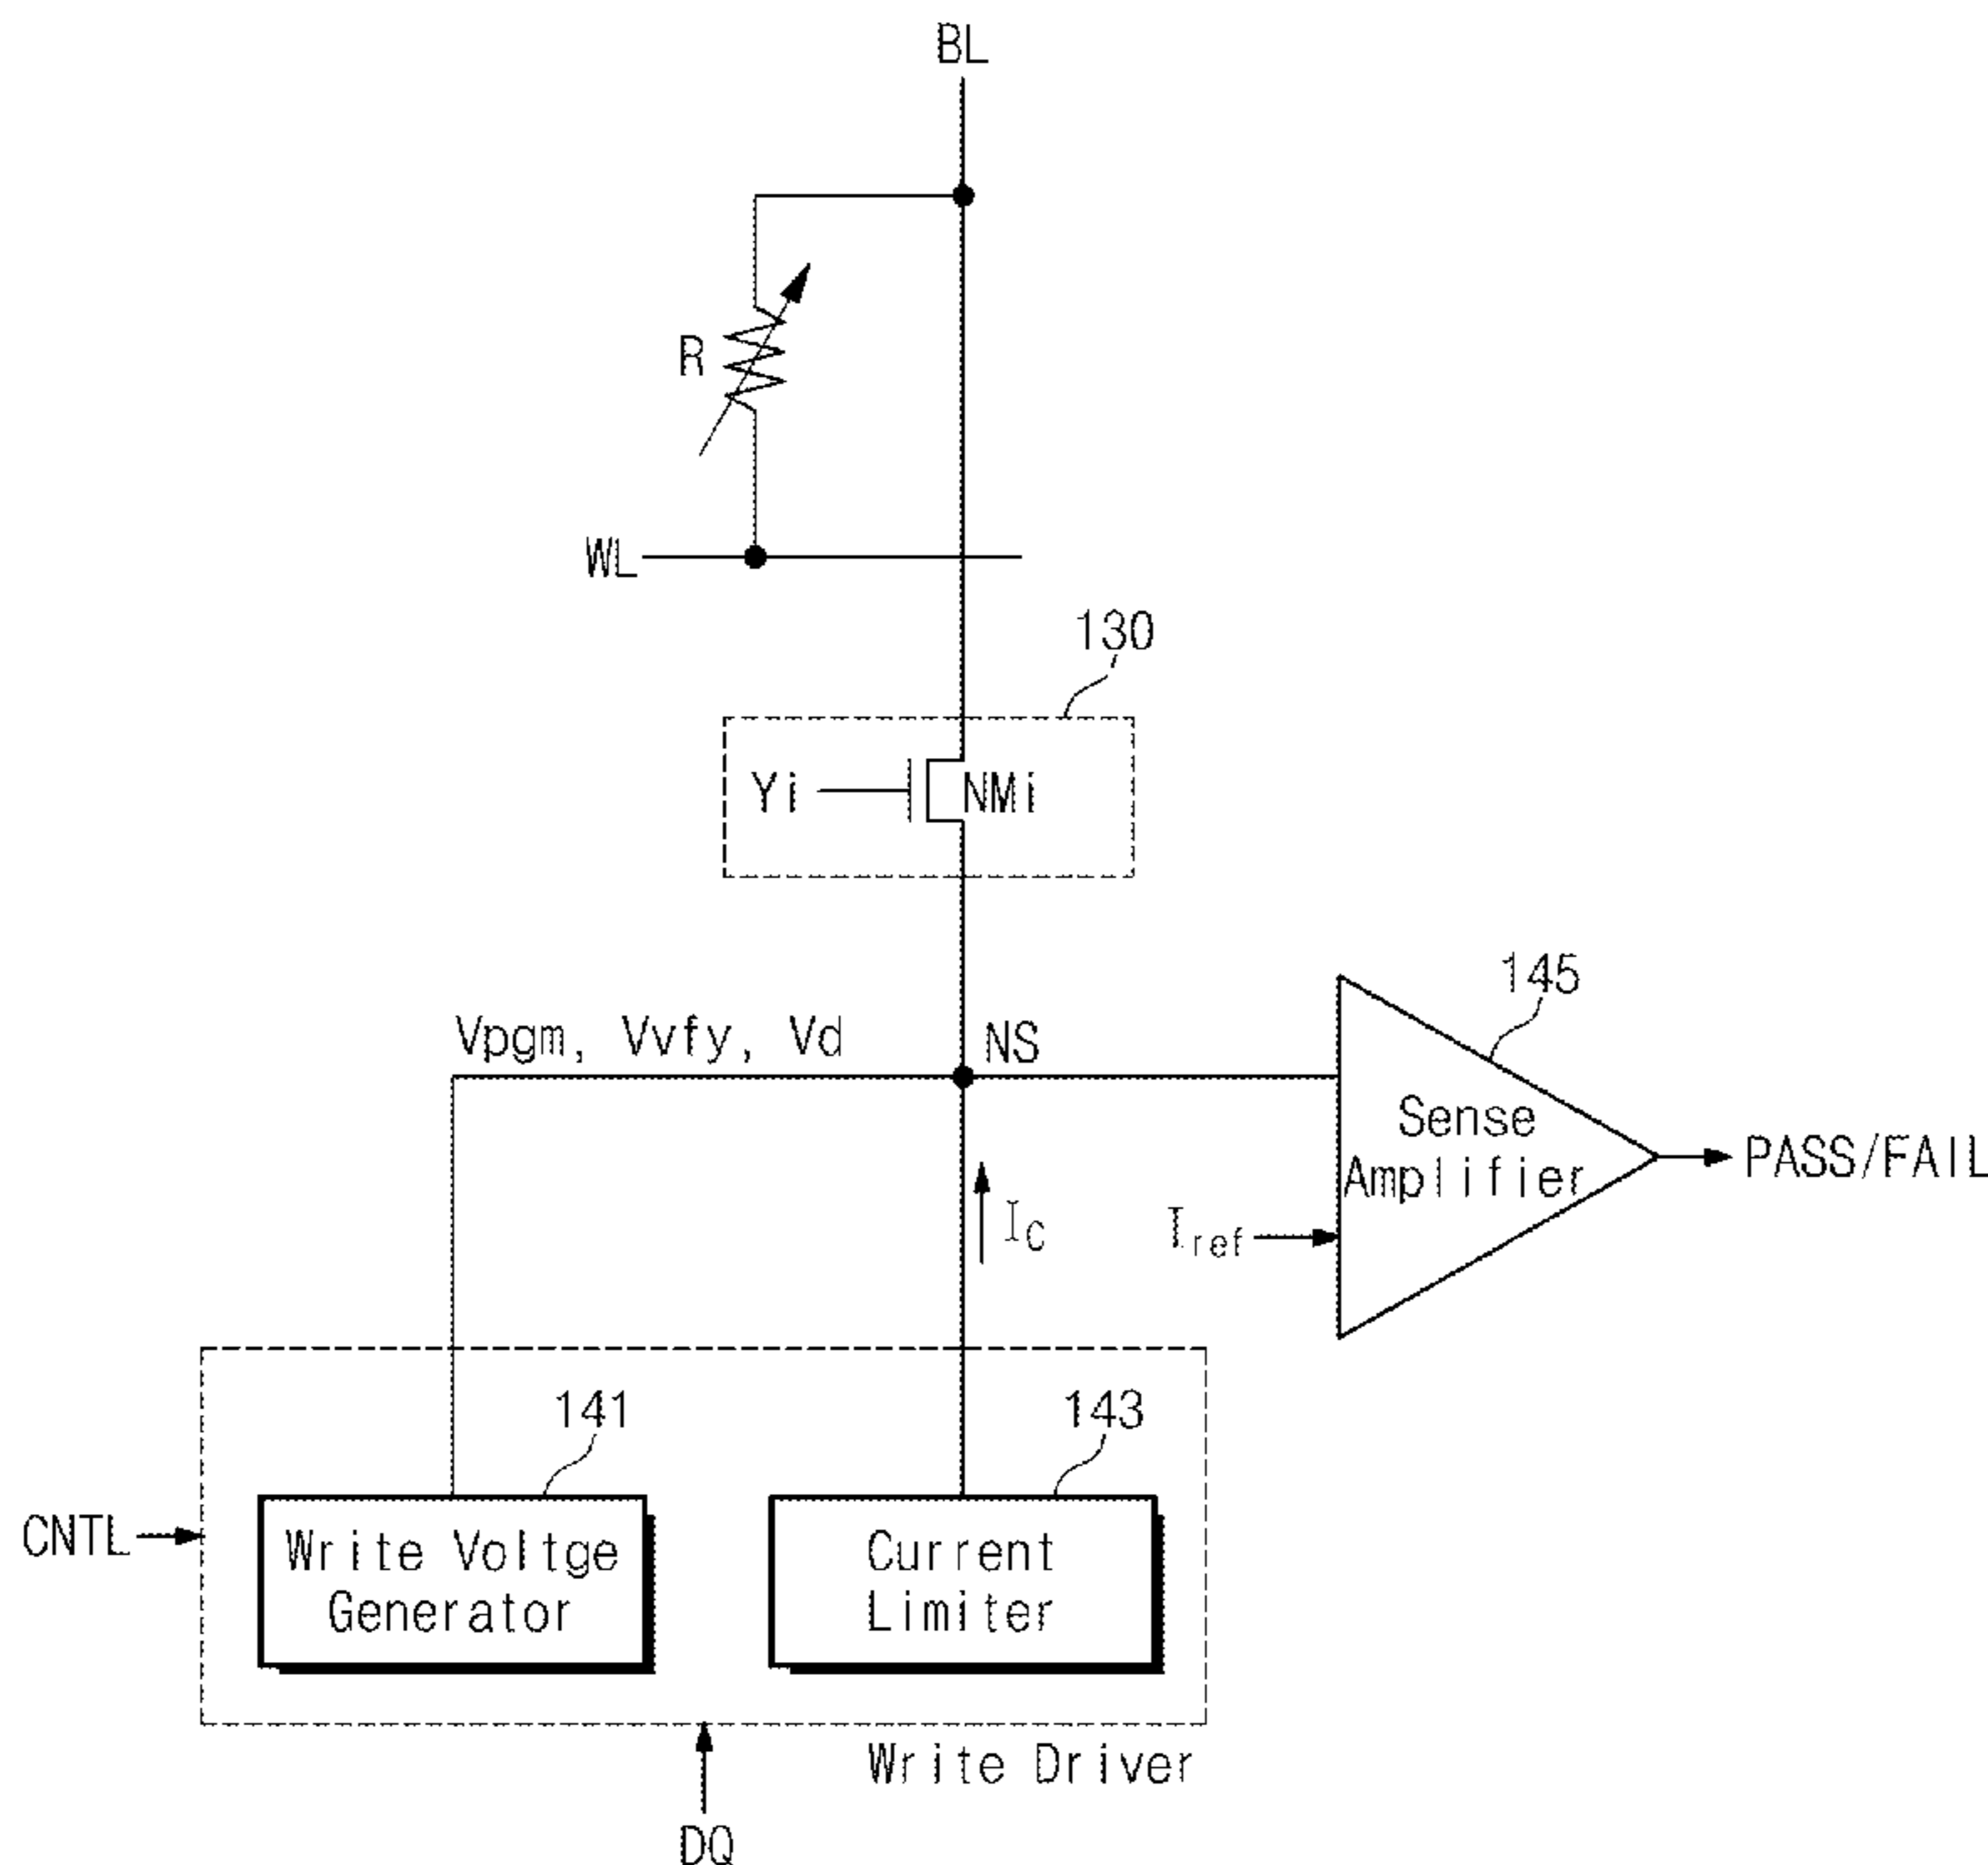 BL
R
WL
130
Yi
NMi
145
Vpgm, Vvfy, Vd
NS
Sense
Amplifier
PASS/FAIL
IC
Iref
141
143
CNTL
Write Voltge
Generator
Current
Limiter
Write Driver
DQ